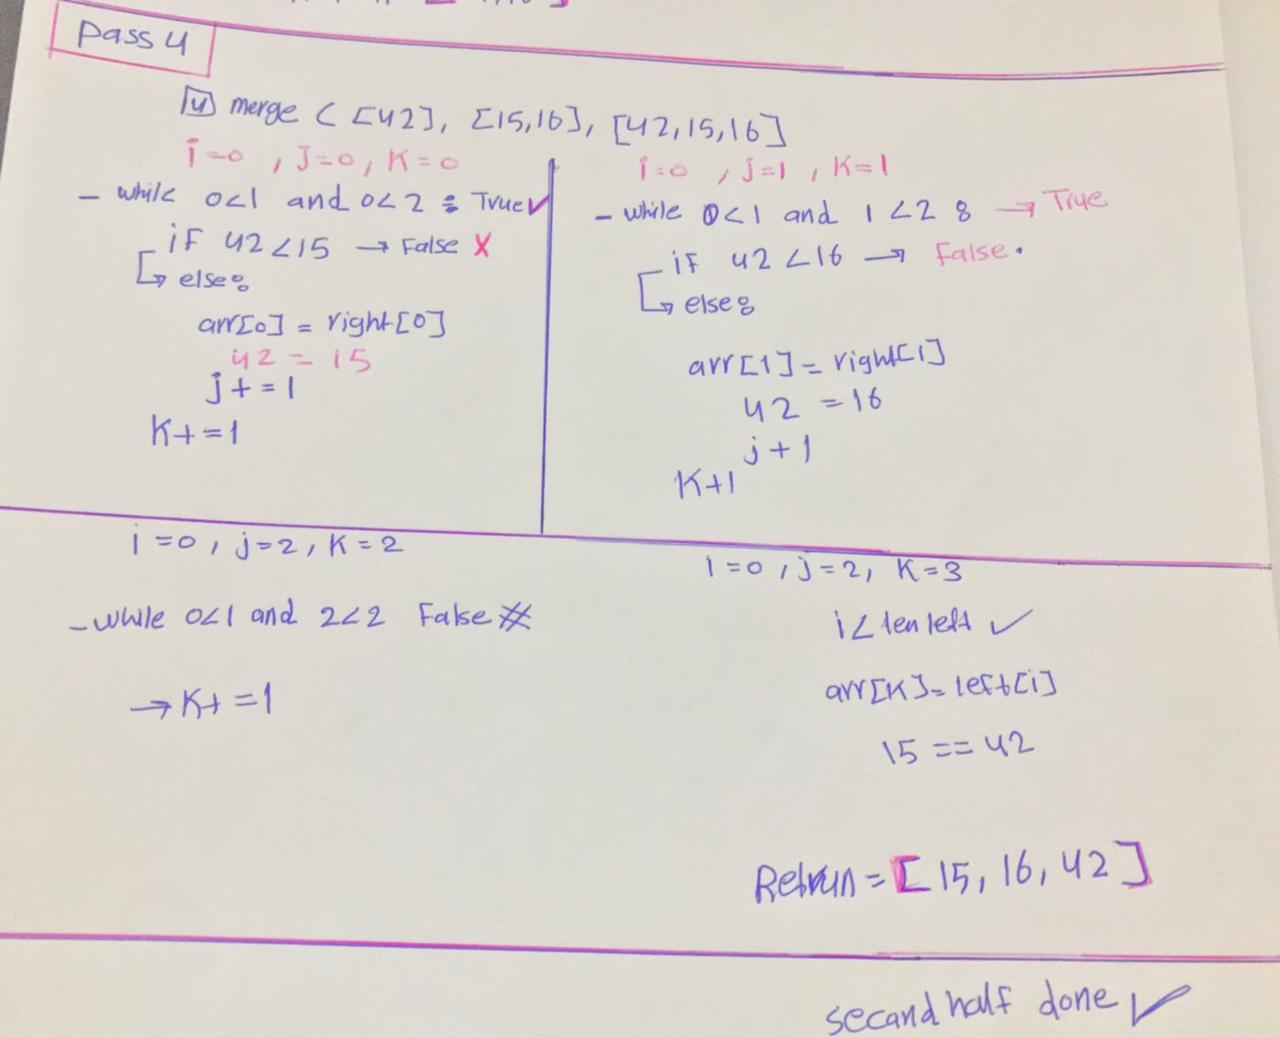 Pass 4
4 merge ( [42], [15,16], [42,15,16]
i=0 , J=0, K=0
- while 0<1 and 0<2 : True ✓
if 42<15 → False X
↳ else:
arr[0] = right[0]
42 = 15
j+=1
K+=1
i=0 , j=1 , K=1
- while 0<1 and 1<2 : → True
if 42<16 → False.
↳ else:
arr[1] = right[1]
42 = 16
j+1
K+1
i=0, j=2, K=2
- while 0<1 and 2<2 False #
→ K+=1
i=0, j=2, K=3
i< len left ✓
arr[K]= left[i]
15 == 42
Retrun = [15, 16, 42]
secand half done ✓